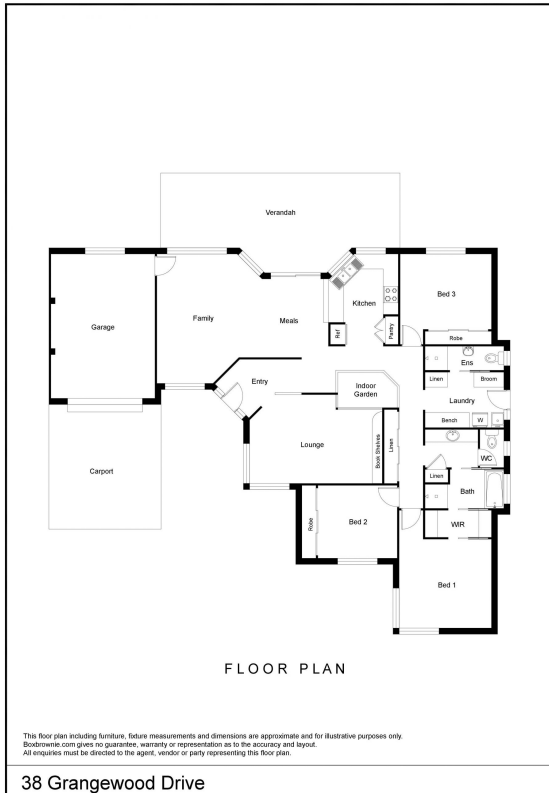 Verandah
Garage
Family
Meals
Kitchen
Ref
Pantry
Bed 3
Robe
Ens
Linen
Broom
Laundry
Bench
W
Entry
Indoor
Garden
Lounge
Book Shelves
Linen
WC
Linen
Bath
WIR
Carport
Robe
Bed 2
Bed 1
FLOOR PLAN
This floor plan including furniture, fixture measurements and dimensions are approximate and for illustrative purposes only.
Boxbrownie.com gives no guarantee, warranty or representation as to the accuracy and layout.
All enquiries must be directed to the agent, vendor or party representing this floor plan.
38 Grangewood Drive